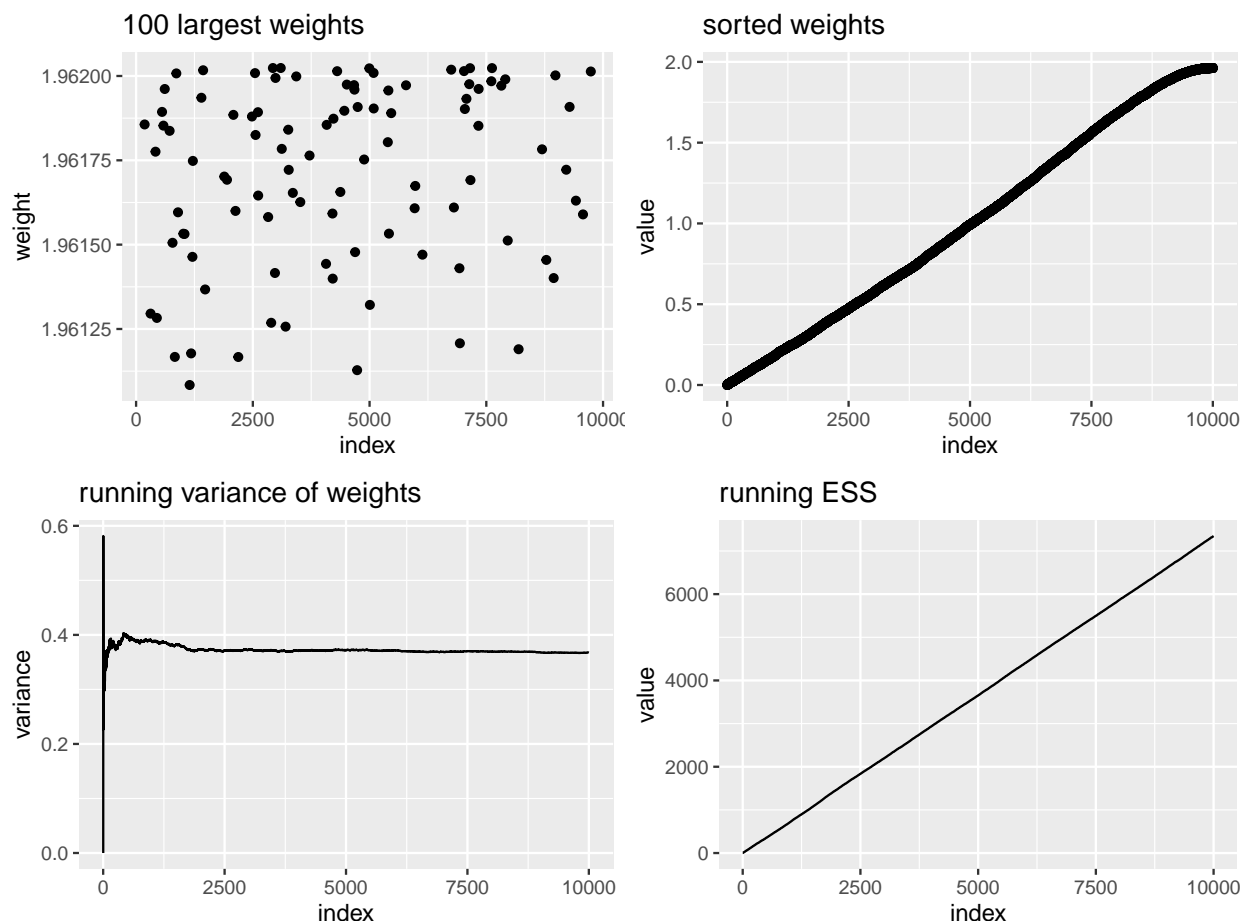 100 largest weights
1.96200
1.96175
1.96150
1.96125
weight
0 2500 5000 7500 10000
index
sorted weights
2.0
1.5
1.0
0.5
0.0
value
0 2500 5000 7500 10000
index
running variance of weights
0.6
0.4
0.2
0.0
variance
0 2500 5000 7500 10000
index
running ESS
6000
4000
2000
0
value
0 2500 5000 7500 10000
index